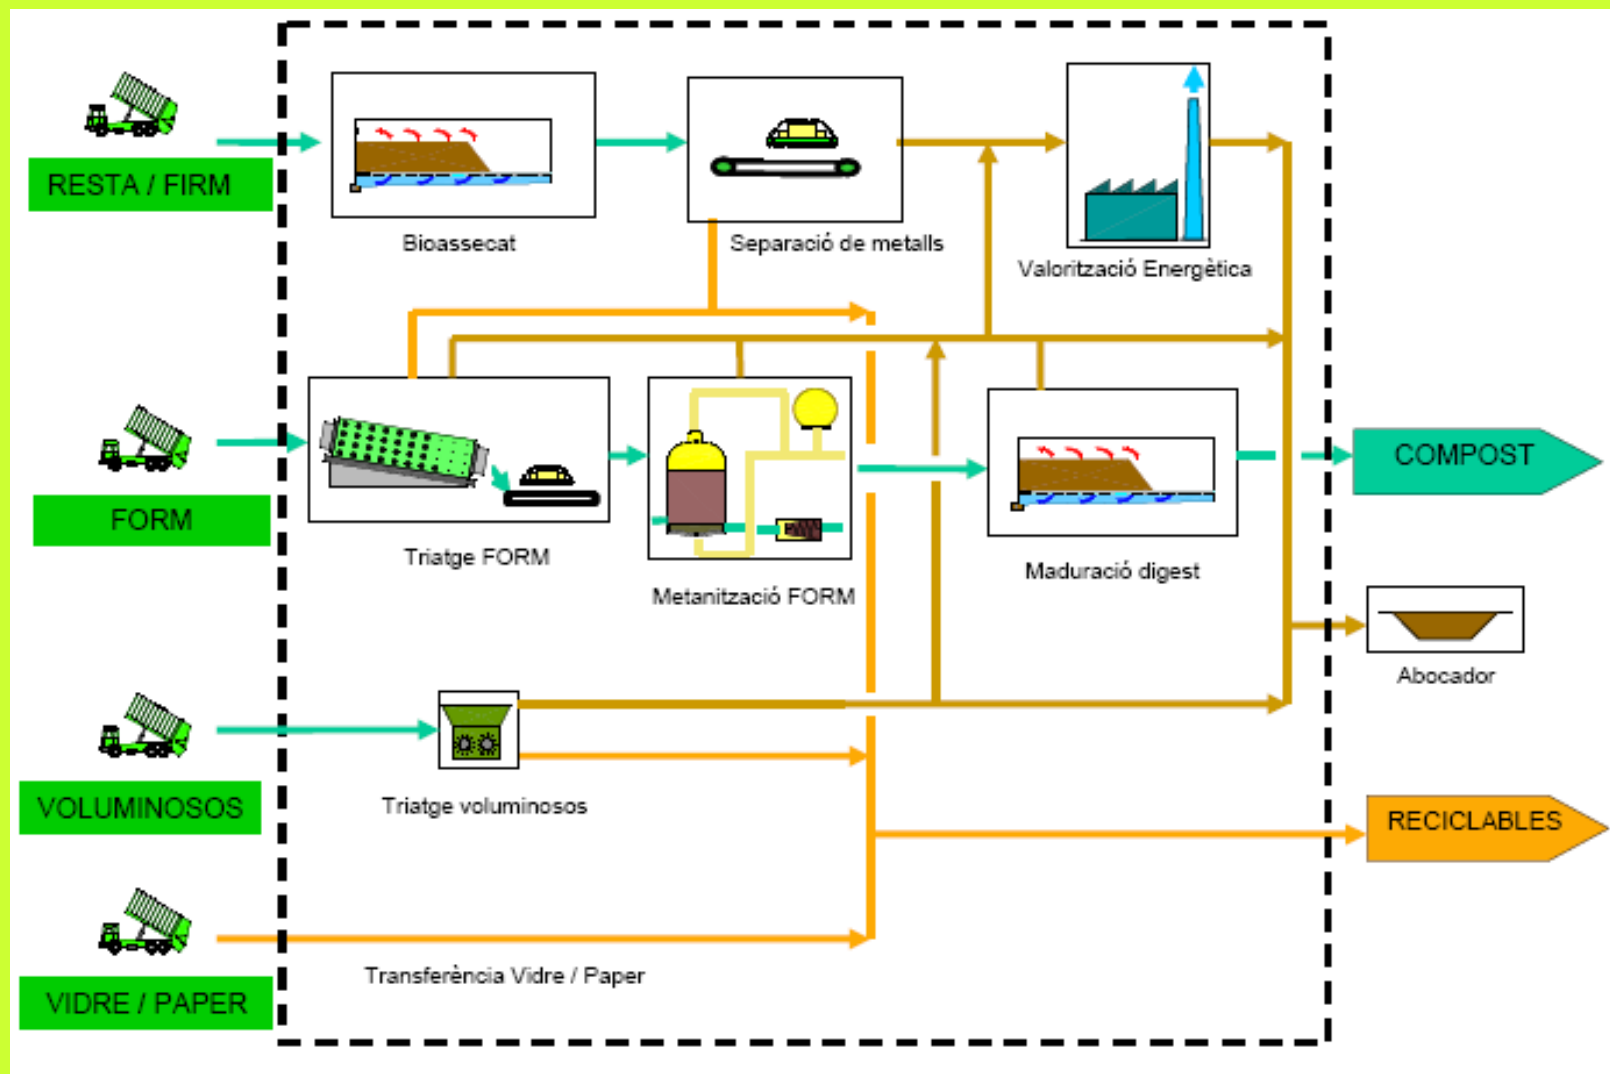 RESTA / FIRM
Bioassecat
Separació de metalls
Valorització Energètica
FORM
Triatge FORM
Metanització FORM
Maduració digest
COMPOST
Abocador
VOLUMINOSOS
Triatge voluminosos
RECICLABLES
VIDRE / PAPER
Transferència Vidre / Paper